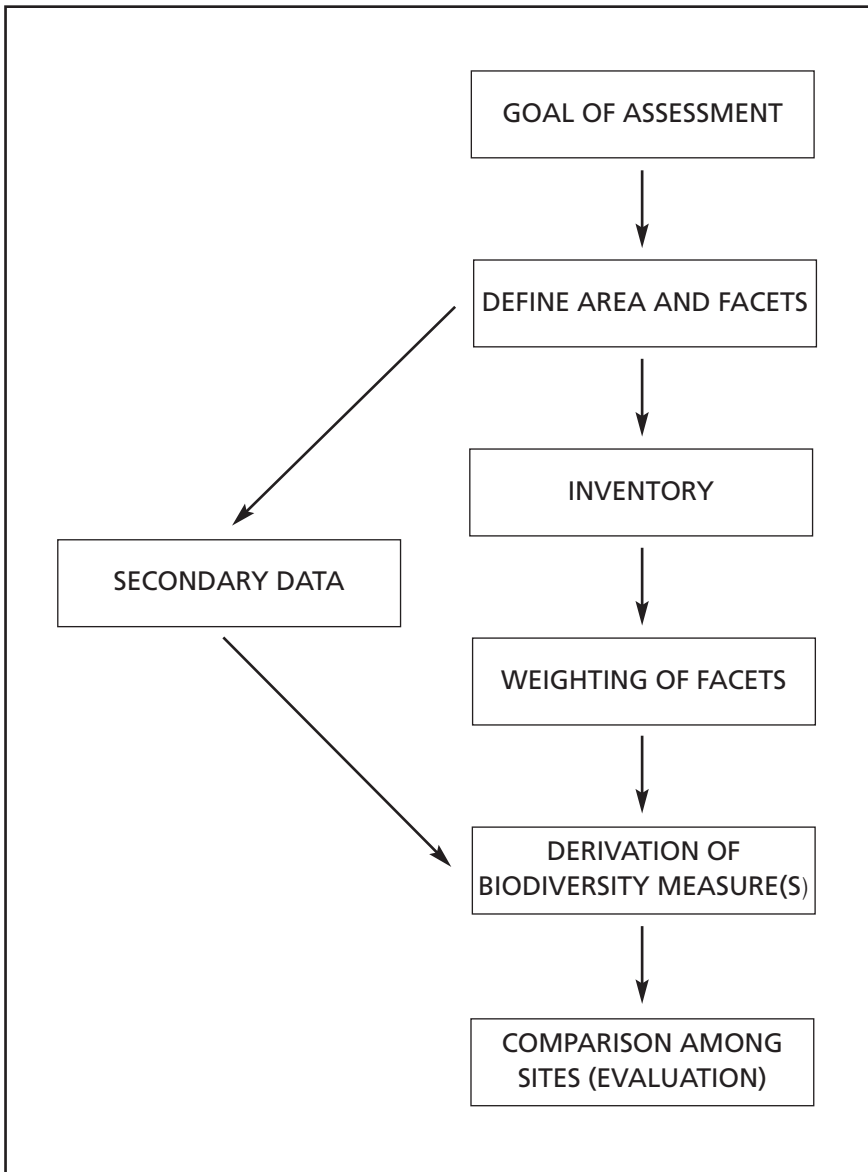 GOAL OF ASSESSMENT
DEFINE AREA AND FACETS
INVENTORY
SECONDARY DATA
WEIGHTING OF FACETS
DERIVATION OF
BIODIVERSITY MEASURE(S)
COMPARISON AMONG
SITES (EVALUATION)